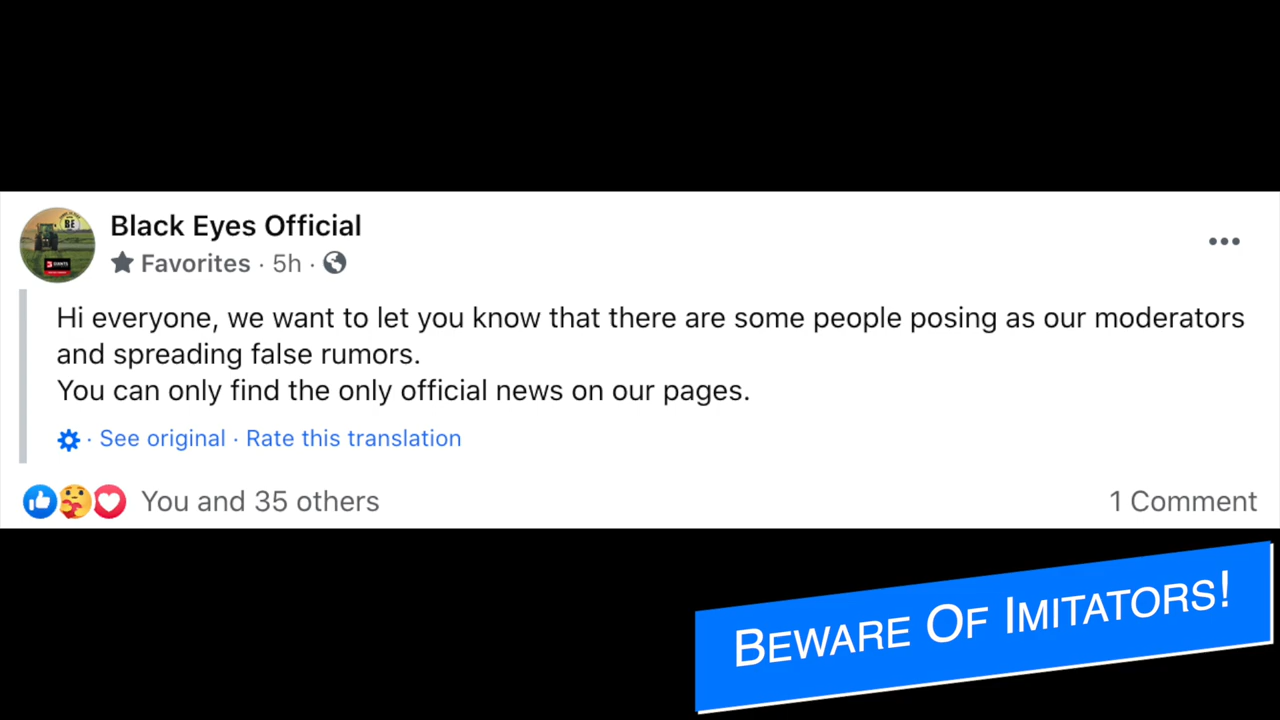 BE
GIANTS
Black Eyes Official
Favorites · 5h ·
Hi everyone, we want to let you know that there are some people posing as our moderators
and spreading false rumors.
You can only find the only official news on our pages.
· See original · Rate this translation
You and 35 others
1 Comment
BEWARE OF IMITATORS!